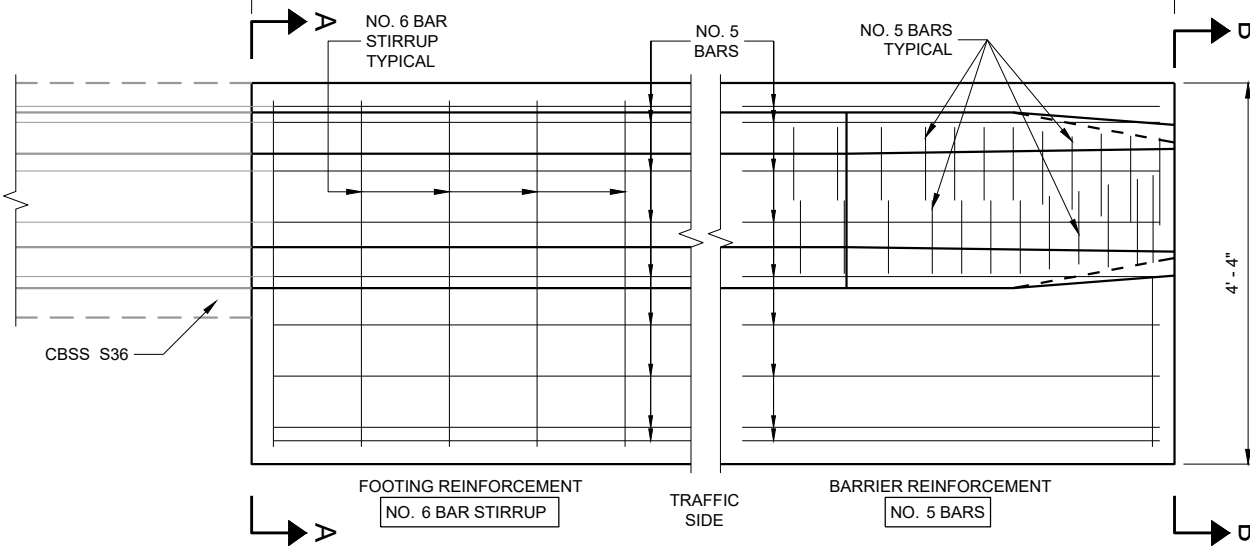 A
NO. 6 BAR
STIRRUP
TYPICAL
NO. 5
BARS
NO. 5 BARS
TYPICAL
4' - 4"
CBSS S36
FOOTING REINFORCEMENT
NO. 6 BAR STIRRUP
TRAFFIC
SIDE
BARRIER REINFORCEMENT
NO. 5 BARS
A